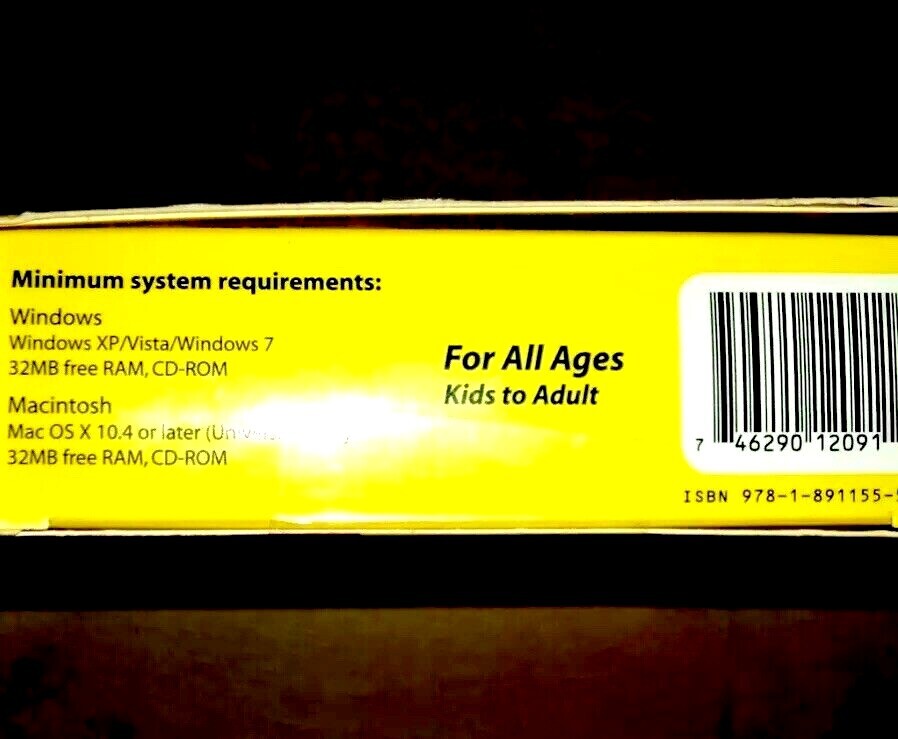 Minimum system requirements:
Windows
Windows XP/Vista/Windows 7
32MB free RAM, CD-ROM
Macintosh
Mac OS X 10.4 or later
32MB free RAM, CD-ROM
For All Ages
Kids to Adult
7 46290 12091
ISBN 978-1-891155-